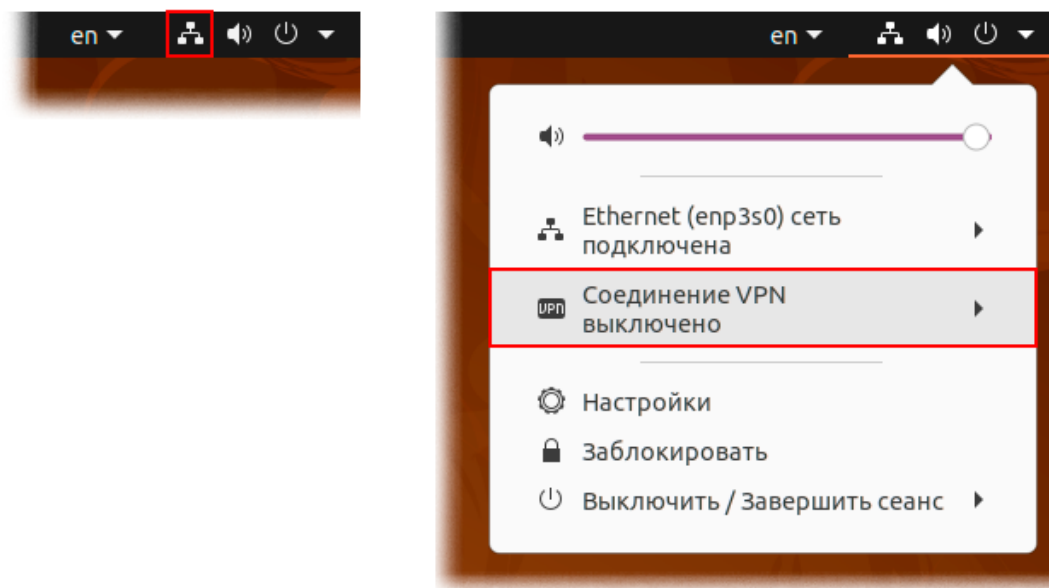 en
en
Ethernet (enp3s0) сеть
подключена
VPN
Соединение VPN
выключено
Настройки
Заблокировать
Выключить / Завершить сеанс